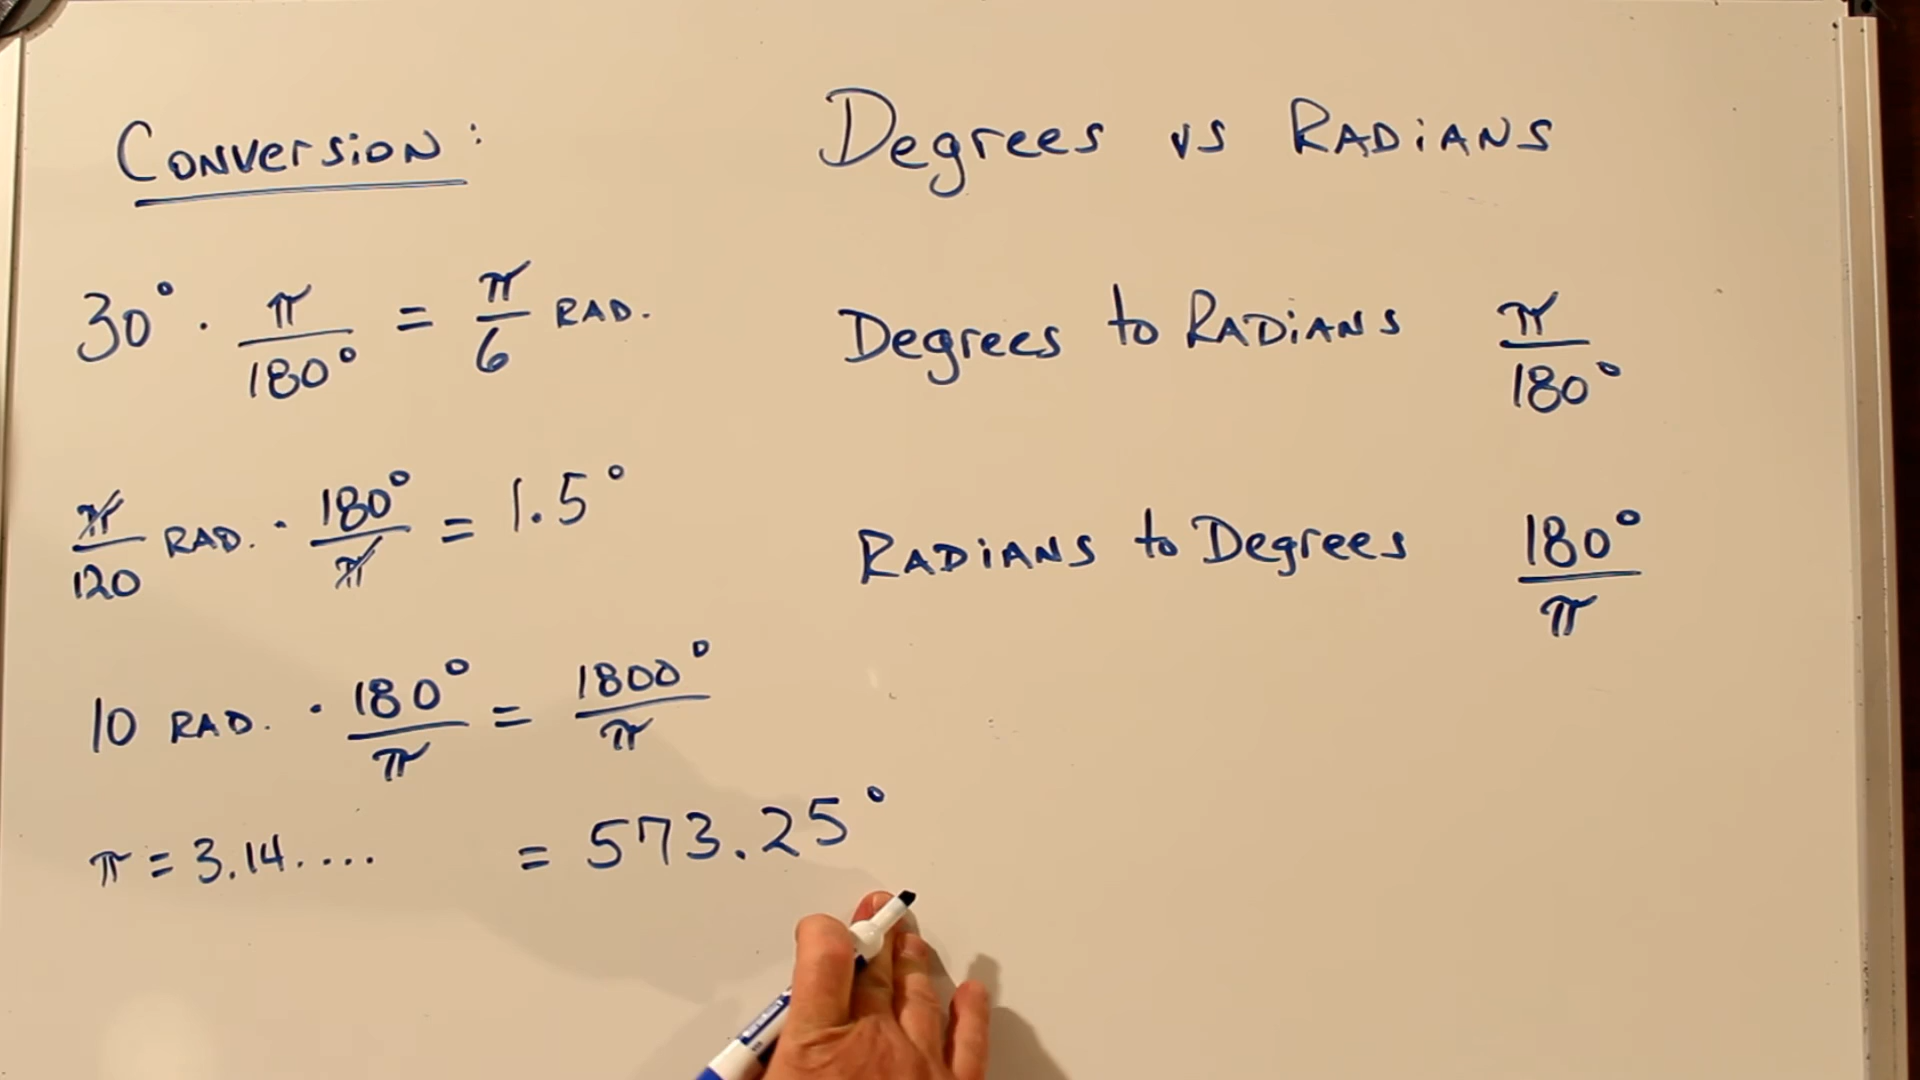 Conversion:
30° · π/180° = π/6 RAD.
π/120 RAD. · 180°/π = 1.5°
10 RAD. · 180°/π = 1800°/π
π = 3.14.... = 573.25°
Degrees vs RADiANS
Degrees to RADiANS π/180°
RADiANS to Degrees 180°/π